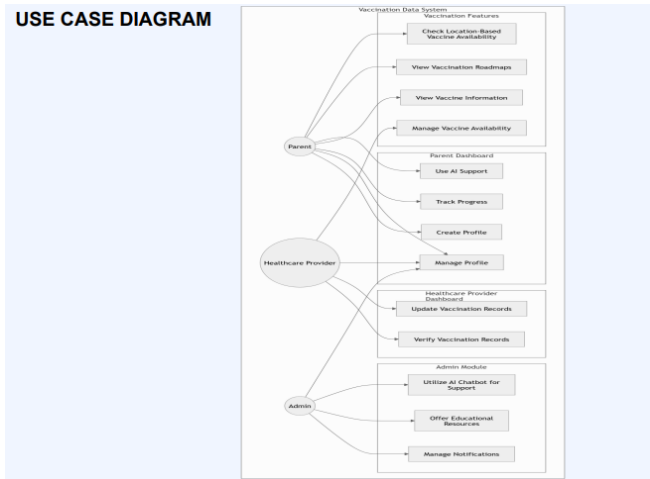 USE CASE DIAGRAM
Vaccination Data System
Vaccination Features
Check Location-Based
Vaccine Availability
View Vaccination Roadmaps
View Vaccine Information
Manage Vaccine Availability
Parent
Parent Dashboard
Use AI Support
Track Progress
Create Profile
Healthcare Provider
Manage Profile
Healthcare Provider
Dashboard
Update Vaccination Records
Verify Vaccination Records
Admin Module
Utilize AI Chatbot for
Support
Admin
Offer Educational
Resources
Manage Notifications